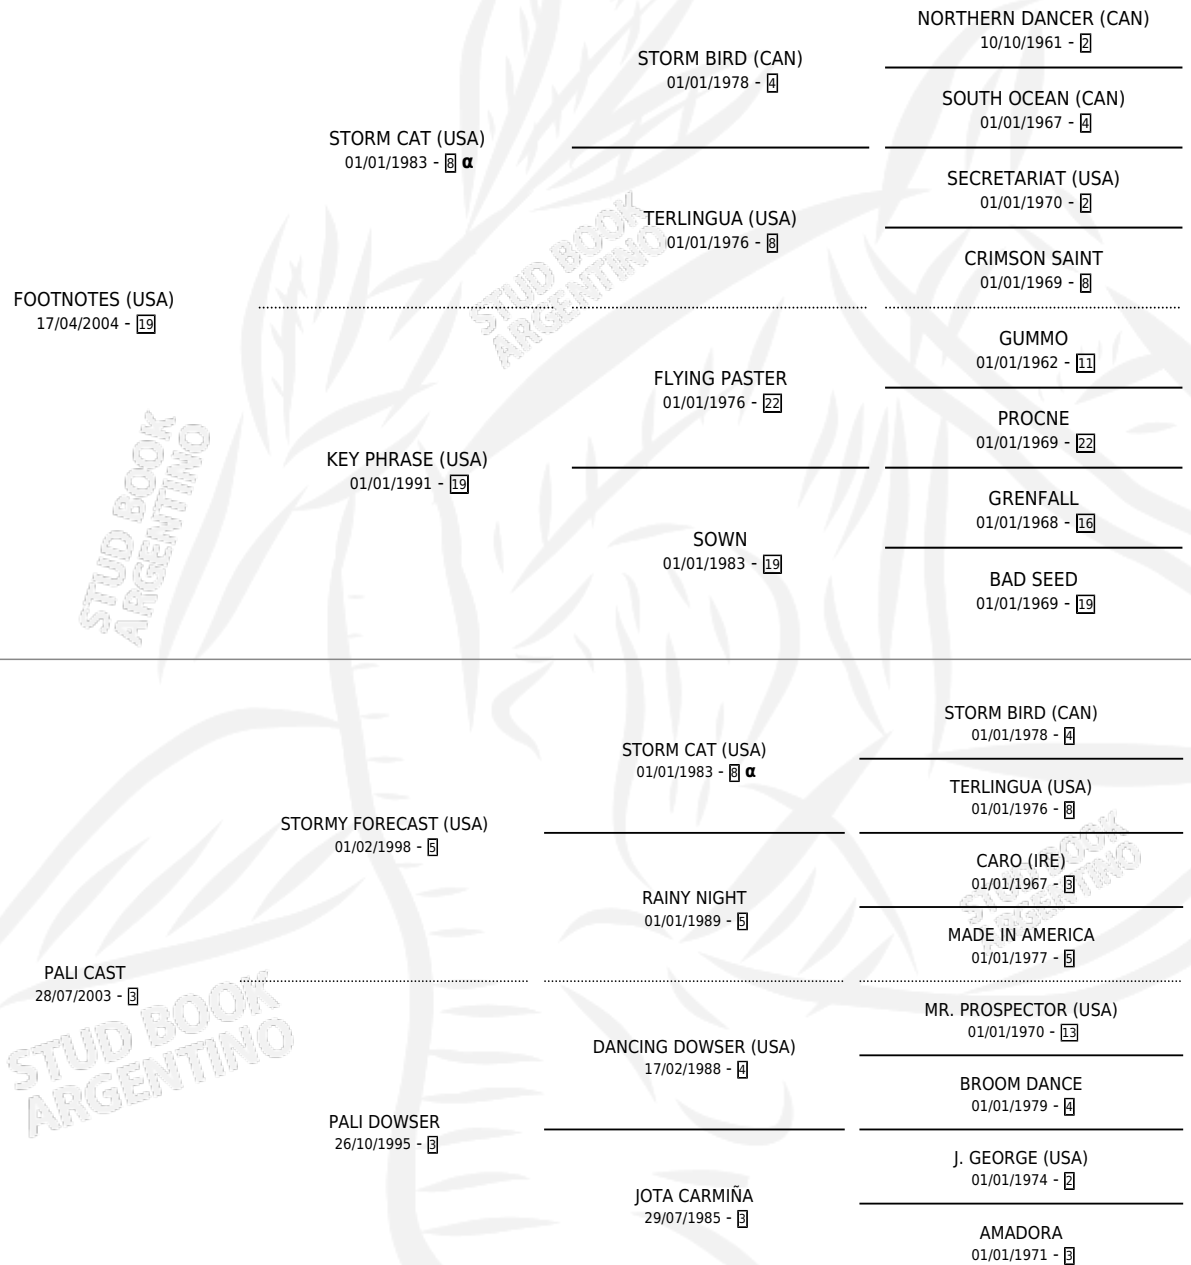 NORTHERN DANCER (CAN)
10/10/1961 - 2
STORM BIRD (CAN)
01/01/1978 - 4
SOUTH OCEAN (CAN)
01/01/1967 - 4
STORM CAT (USA)
01/01/1983 - 8 α
SECRETARIAT (USA)
01/01/1970 - 2
TERLINGUA (USA)
01/01/1976 - 8
CRIMSON SAINT
01/01/1969 - 8
FOOTNOTES (USA)
17/04/2004 - 19
GUMMO
01/01/1962 - 11
FLYING PASTER
01/01/1976 - 22
PROCNE
01/01/1969 - 22
KEY PHRASE (USA)
01/01/1991 - 19
GRENFALL
01/01/1968 - 16
SOWN
01/01/1983 - 19
BAD SEED
01/01/1969 - 19
STORM BIRD (CAN)
01/01/1978 - 4
STORM CAT (USA)
01/01/1983 - 8 α
TERLINGUA (USA)
01/01/1976 - 8
STORMY FORECAST (USA)
01/02/1998 - 5
CARO (IRE)
01/01/1967 - 3
RAINY NIGHT
01/01/1989 - 5
MADE IN AMERICA
01/01/1977 - 5
PALI CAST
28/07/2003 - 3
MR. PROSPECTOR (USA)
01/01/1970 - 13
DANCING DOWSER (USA)
17/02/1988 - 4
BROOM DANCE
01/01/1979 - 4
PALI DOWSER
26/10/1995 - 3
J. GEORGE (USA)
01/01/1974 - 2
JOTA CARMIÑA
29/07/1985 - 3
AMADORA
01/01/1971 - 3
STUD BOOK
ARGENTINO
STUD BOOK
ARGENTINO
STUD BOOK
ARGENTINO
STUD BOOK
ARGENTINO